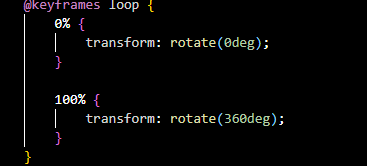 @keyframes loop {
0% {
transform: rotate(0deg);
}
100% {
transform: rotate(360deg);
}
}